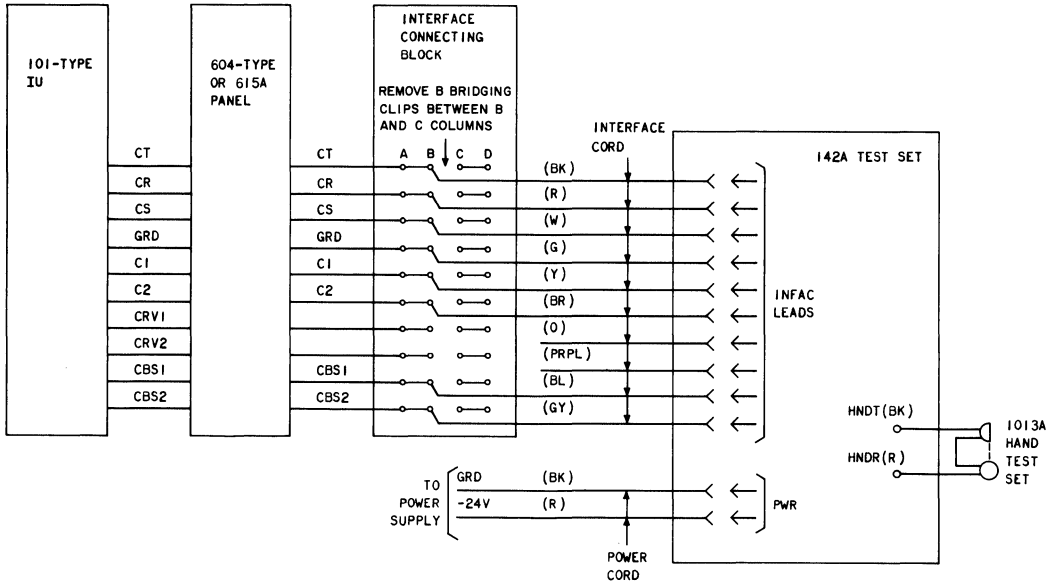 101-TYPE
IU
604-TYPE
OR 615A
PANEL
INTERFACE
CONNECTING
BLOCK
REMOVE B BRIDGING
CLIPS BETWEEN B
AND C COLUMNS
A B C D
INTERFACE
CORD
142A TEST SET
CT
CR
CS
GRD
C1
C2
CRV1
CRV2
CBS1
CBS2
CT
CR
CS
GRD
C1
C2
CBS1
CBS2
(BK)
(R)
(W)
(G)
(Y)
(BR)
(O)
(PRPL)
(BL)
(GY)
INFAC
LEADS
HNDT(BK)
HNDR(R)
1013A
HAND
TEST
SET
TO
POWER
SUPPLY
GRD (BK)
-24V (R)
PWR
POWER
CORD